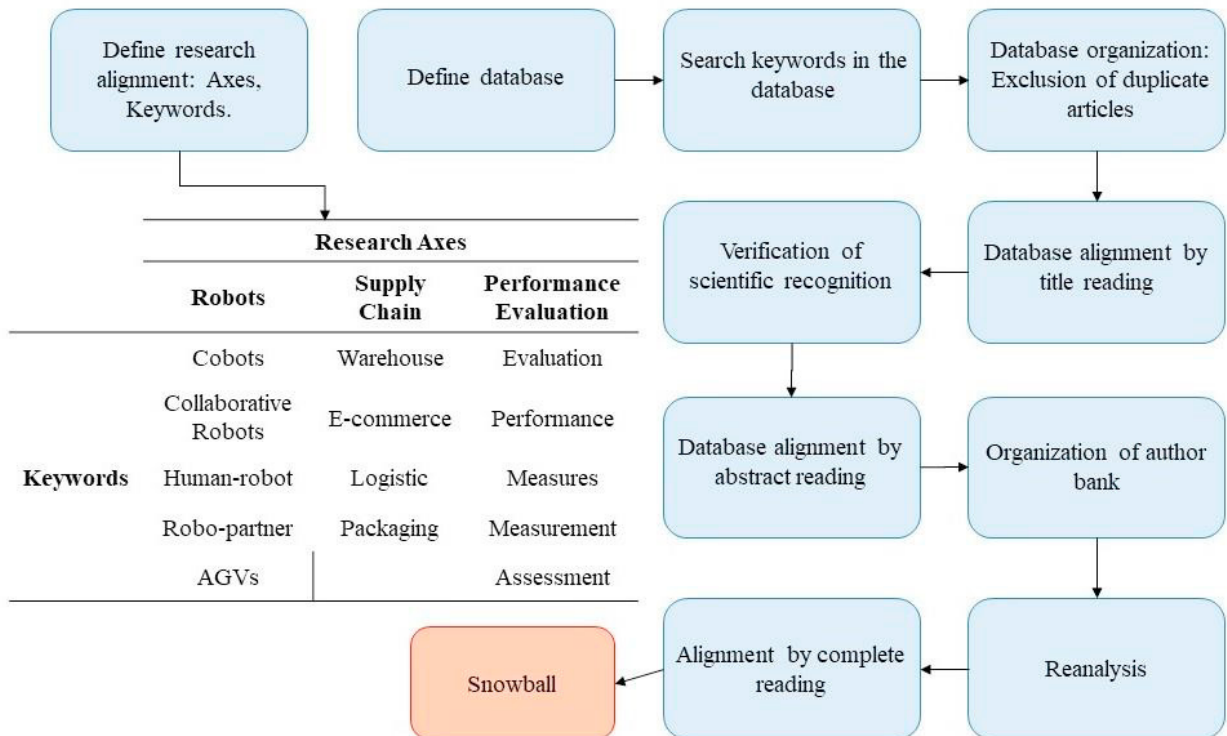 Define research
alignment: Axes,
Keywords.
Define database
Search keywords in the
database
Database organization:
Exclusion of duplicate
articles
Research Axes
Robots
Supply
Chain
Performance
Evaluation
Keywords
Cobots
Warehouse
Evaluation
Collaborative
Robots
E-commerce
Performance
Human-robot
Logistic
Measures
Robo-partner
Packaging
Measurement
AGVs
Assessment
Database alignment by
title reading
Verification of
scientific recognition
Database alignment by
abstract reading
Organization of author
bank
Reanalysis
Alignment by complete
reading
Snowball